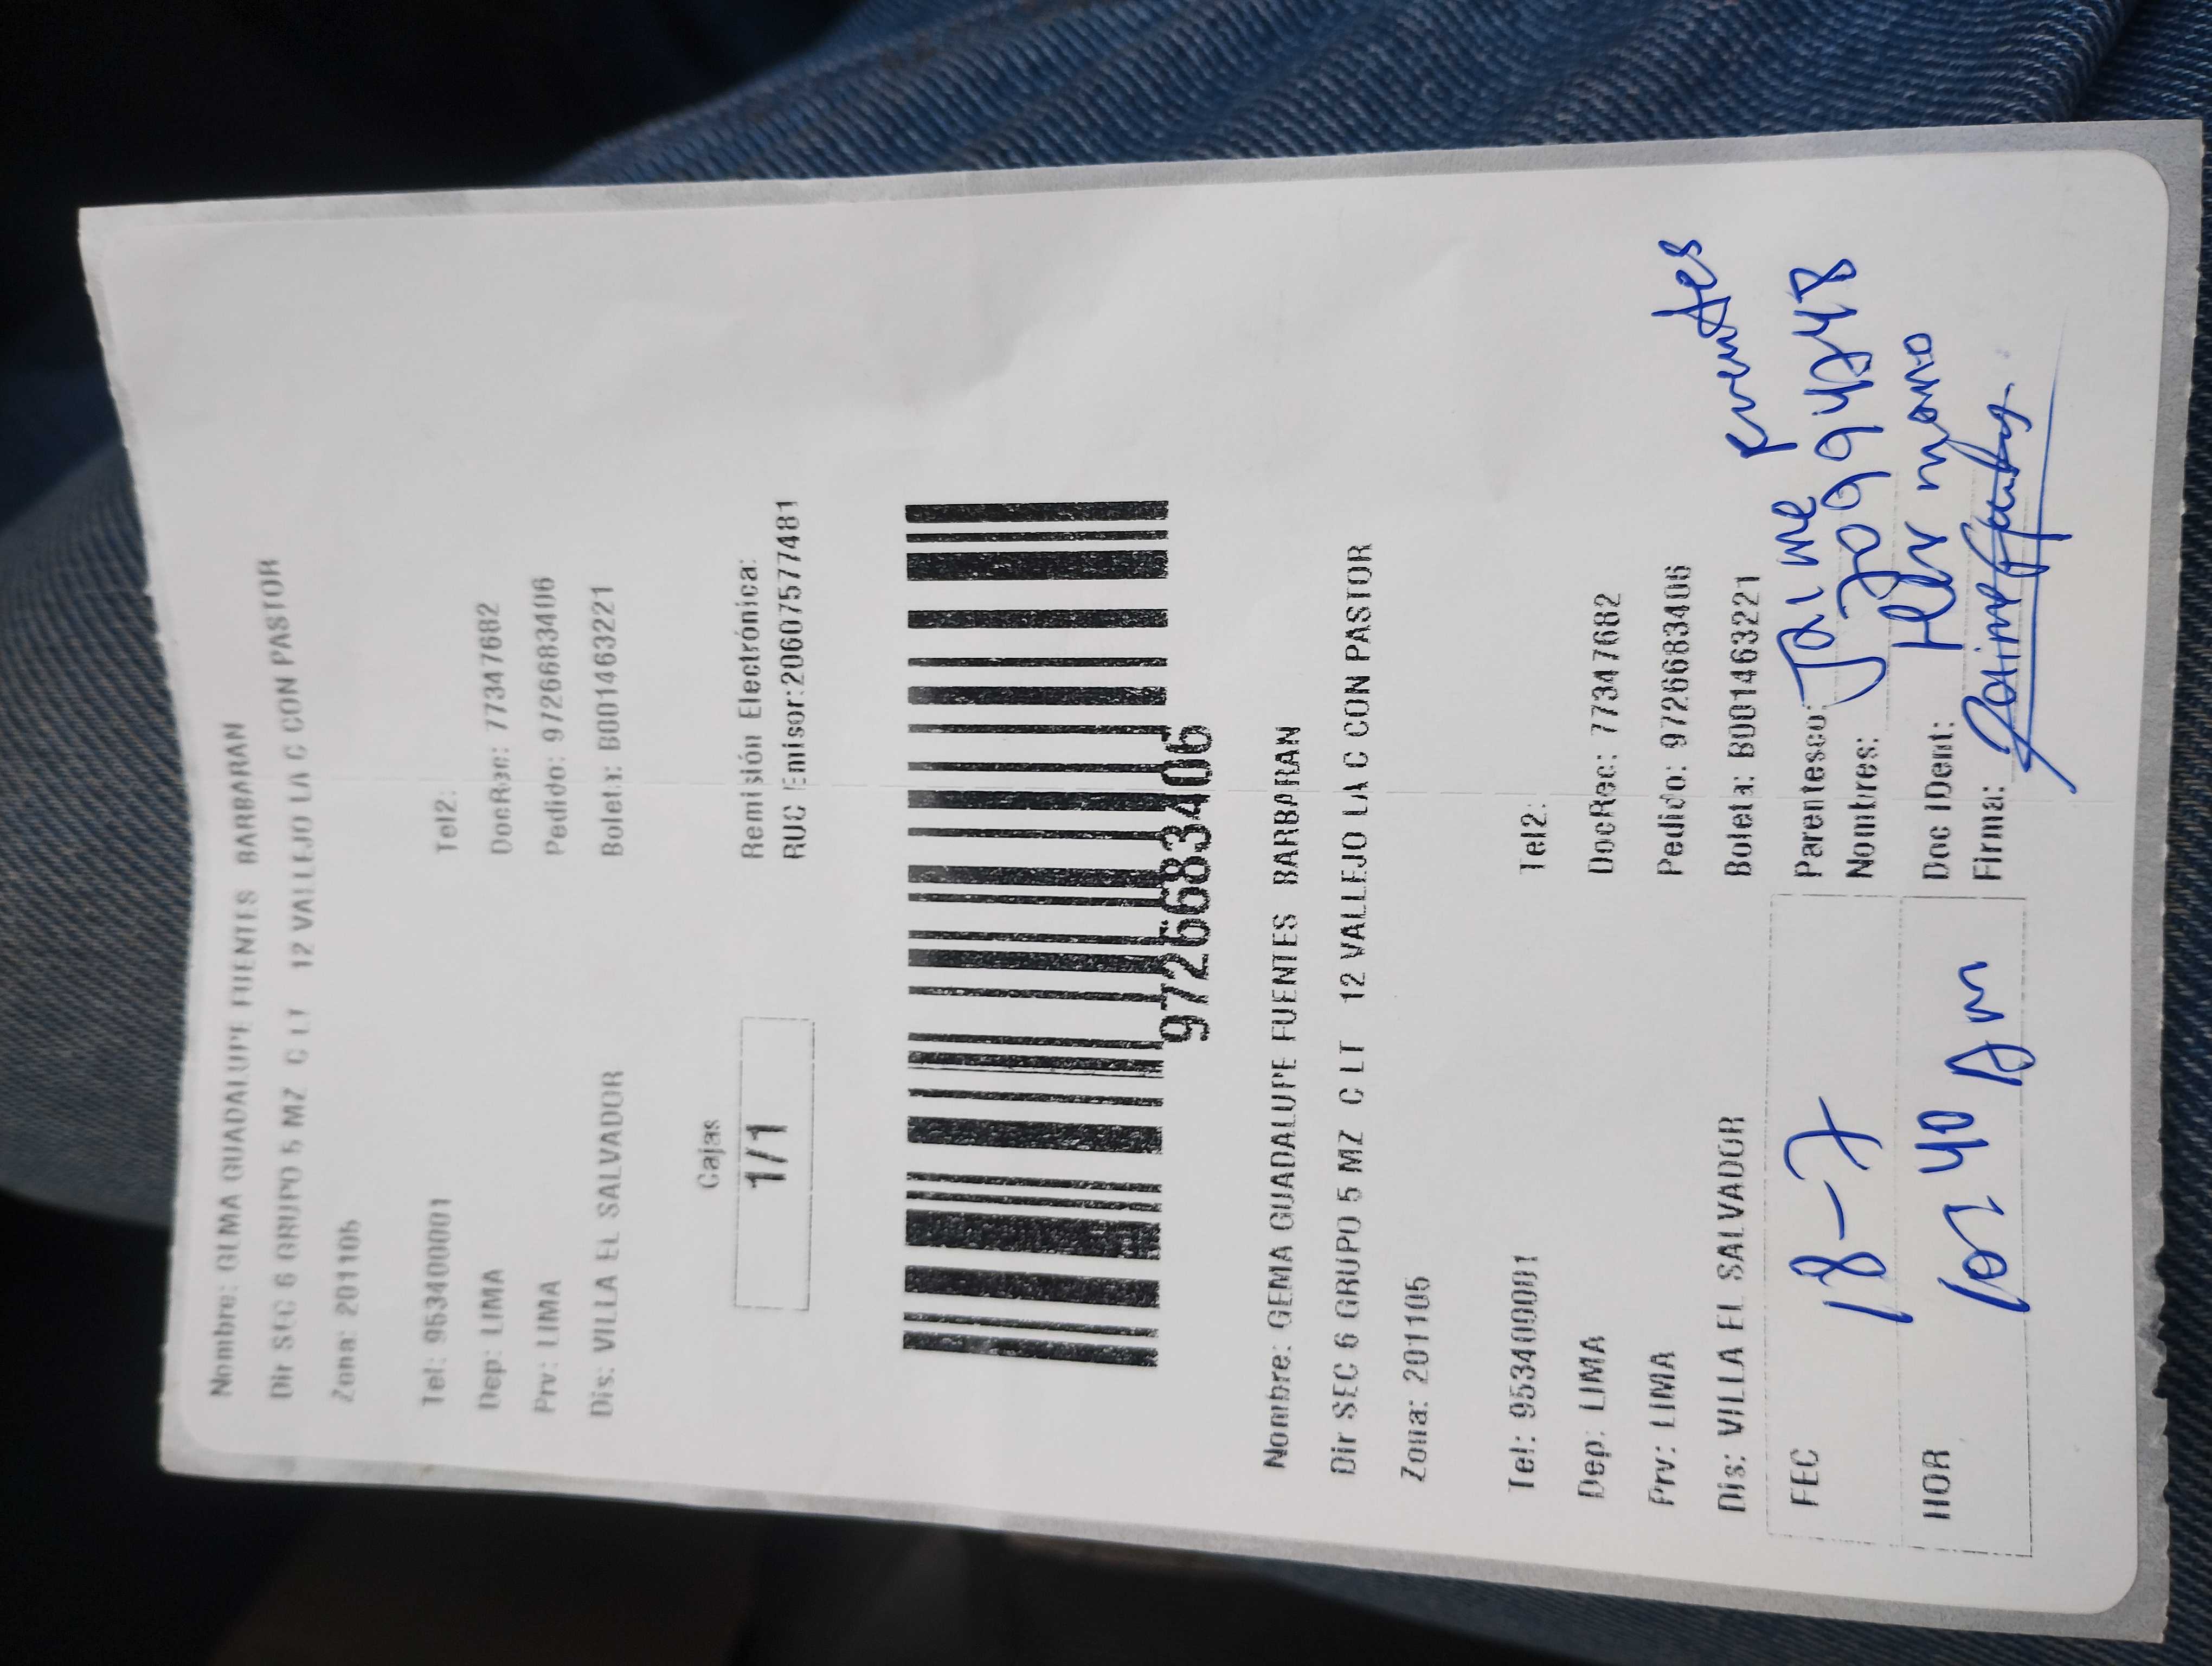 Nombre: GEMA GUADALUPE FUENTES BARBARAN
Dir SEC 6 GRUPO 5 MZ C LT 12 VALLEJO LA C CON PASTOR
Zona: 201105
Tel: 953400001 Tel2:
Dep: LIMA DocRec: 77347682
Prv: LIMA Pedido: 9726683406
Dis: VILLA EL SALVADOR Boleta: B001463221
Cajas Remisión Electrónica:
1/1 RUC Emisor:20607577481
9726683406
Nombre: GEMA GUADALUPE FUENTES BARBARAN
Dir SEC 6 GRUPO 5 MZ C LT 12 VALLEJO LA C CON PASTOR
Zona: 201105
Tel: 953400001 Tel2:
Dep: LIMA DocRec: 77347682
Prv: LIMA Pedido: 9726683406
Dis: VILLA EL SALVADOR Boleta: B001463221
FEC 18-7 Parentesco: Jaime Fuentes
Nombres:
HOR 40 Am Doc IDent: Hermano
Firma: Jaime